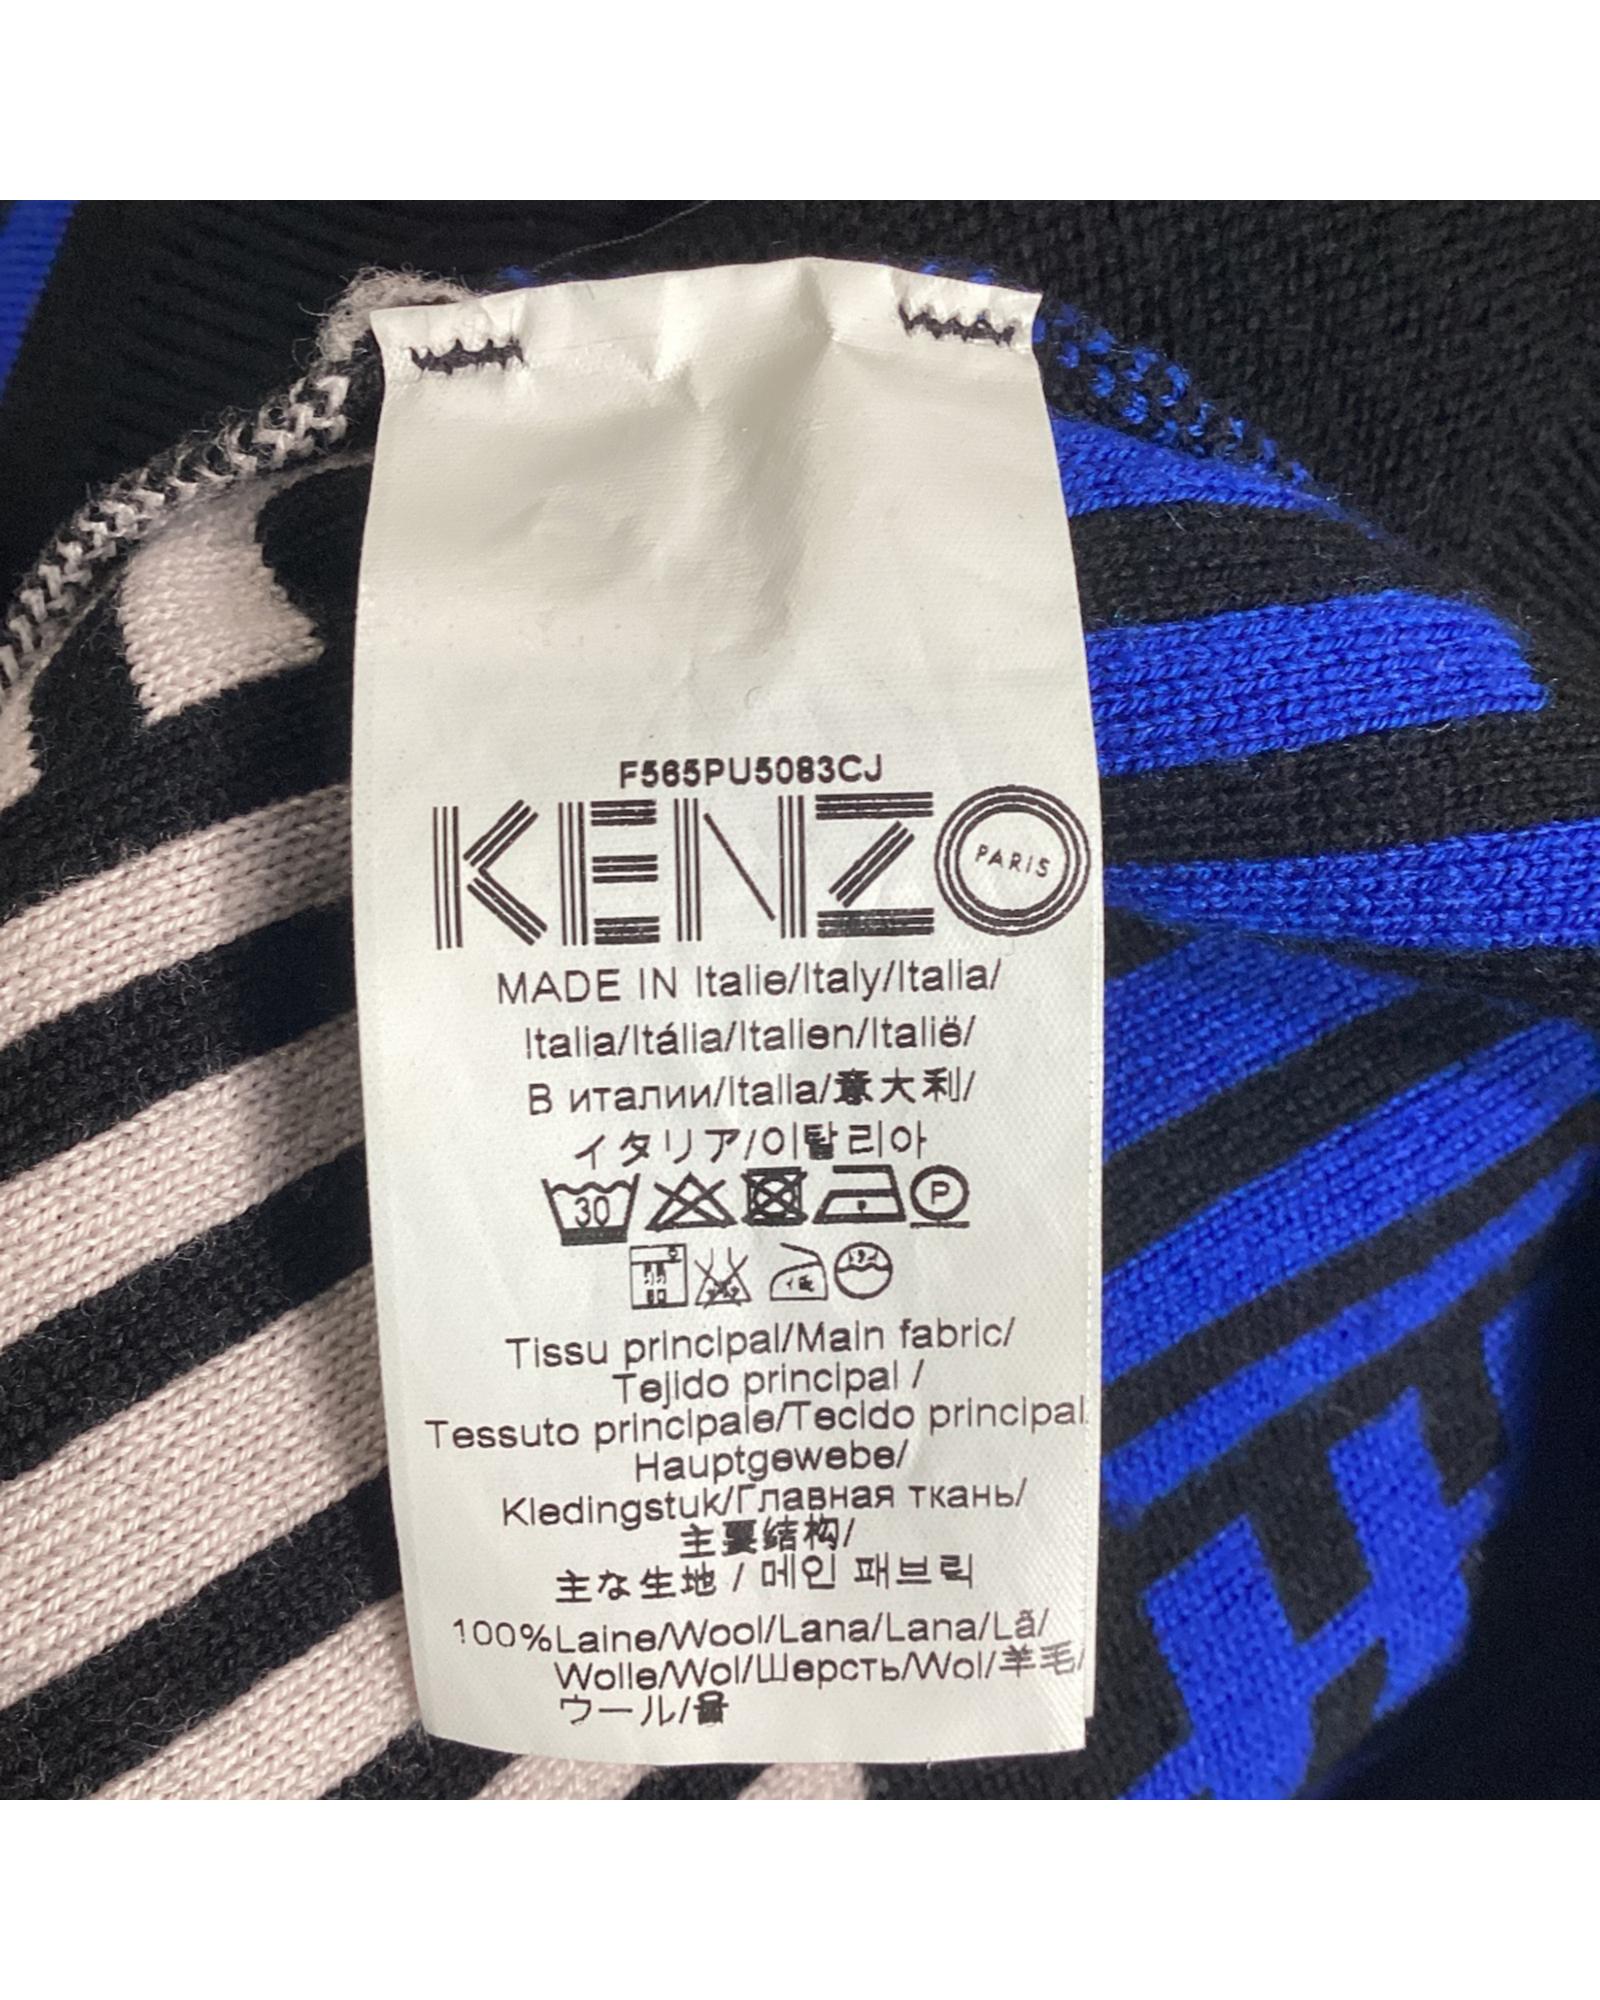 F565PU5083CJ
KENZO
PARIS
MADE IN Italie/Italy/Italia/
Italia/Itália/Italien/Italië/
В италии/Italia/意大利/
イタリア/이탈리아
30 P
Tissu principal/Main fabric/
Tejido principal /
Tessuto principale/Tecido principal
Hauptgewebe/
Kledingstuk/Главная ткань/
主要结构/
主な生地 / 메인 패브릭
100%Laine/Wool/Lana/Lana/Lã/
Wolle/Wol/Шерсть/Wol/羊毛/
ウール/울